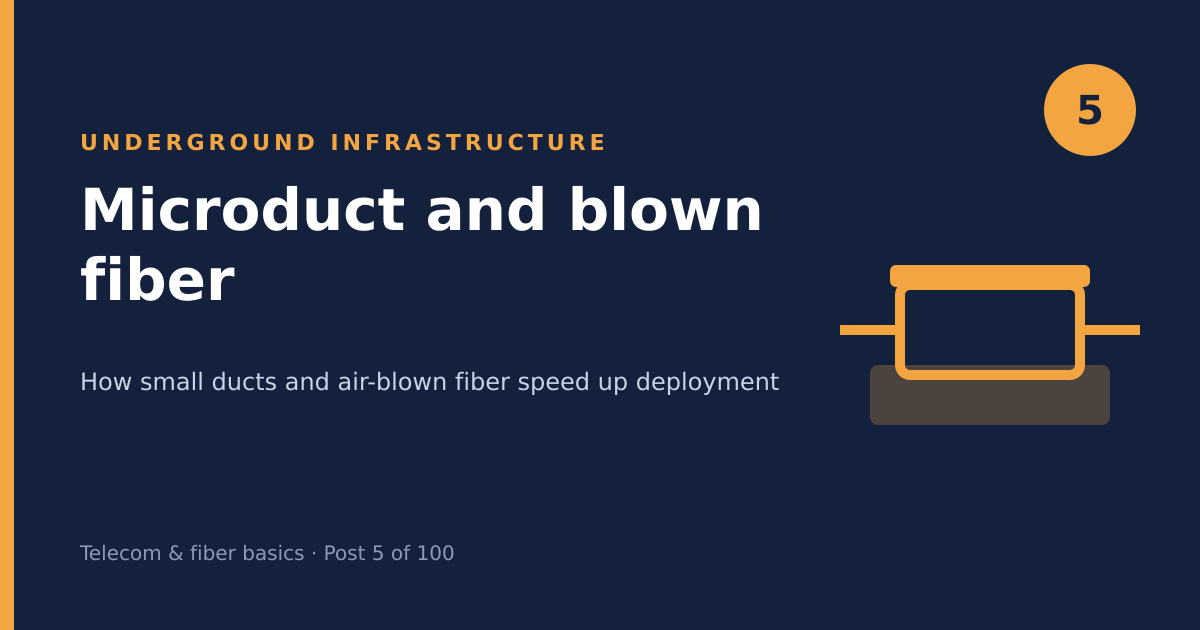 5
UNDERGROUND INFRASTRUCTURE
Microduct and blown
fiber
How small ducts and air-blown fiber speed up deployment
Telecom & fiber basics · Post 5 of 100